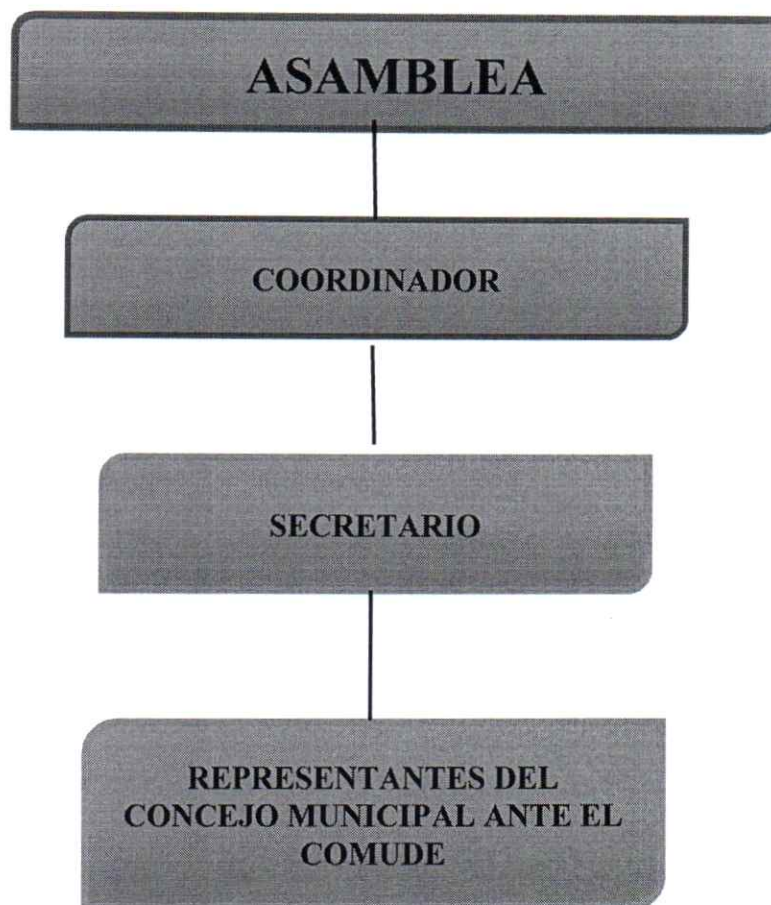 ASAMBLEA
COORDINADOR
SECRETARIO
REPRESENTANTES DEL
CONCEJO MUNICIPAL ANTE EL
COMUDE